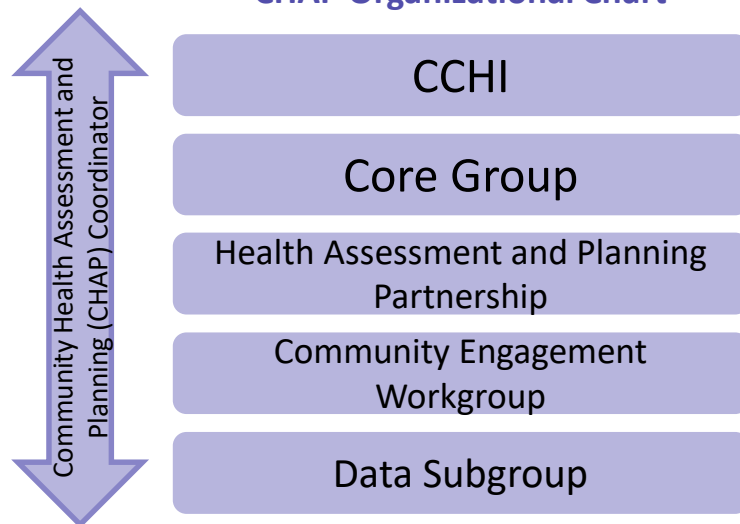 CHAP Organizational Chart
Community Health Assessment and
Planning (CHAP) Coordinator
CCHI
Core Group
Health Assessment and Planning
Partnership
Community Engagement
Workgroup
Data Subgroup